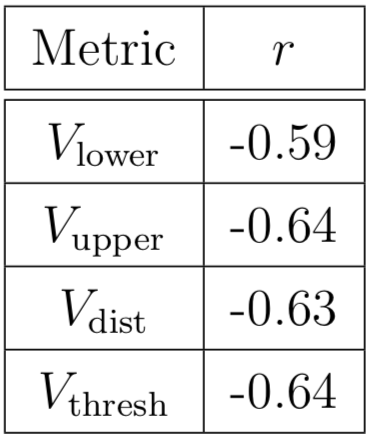 Metric r
V_lower -0.59
V_upper -0.64
V_dist -0.63
V_thresh -0.64